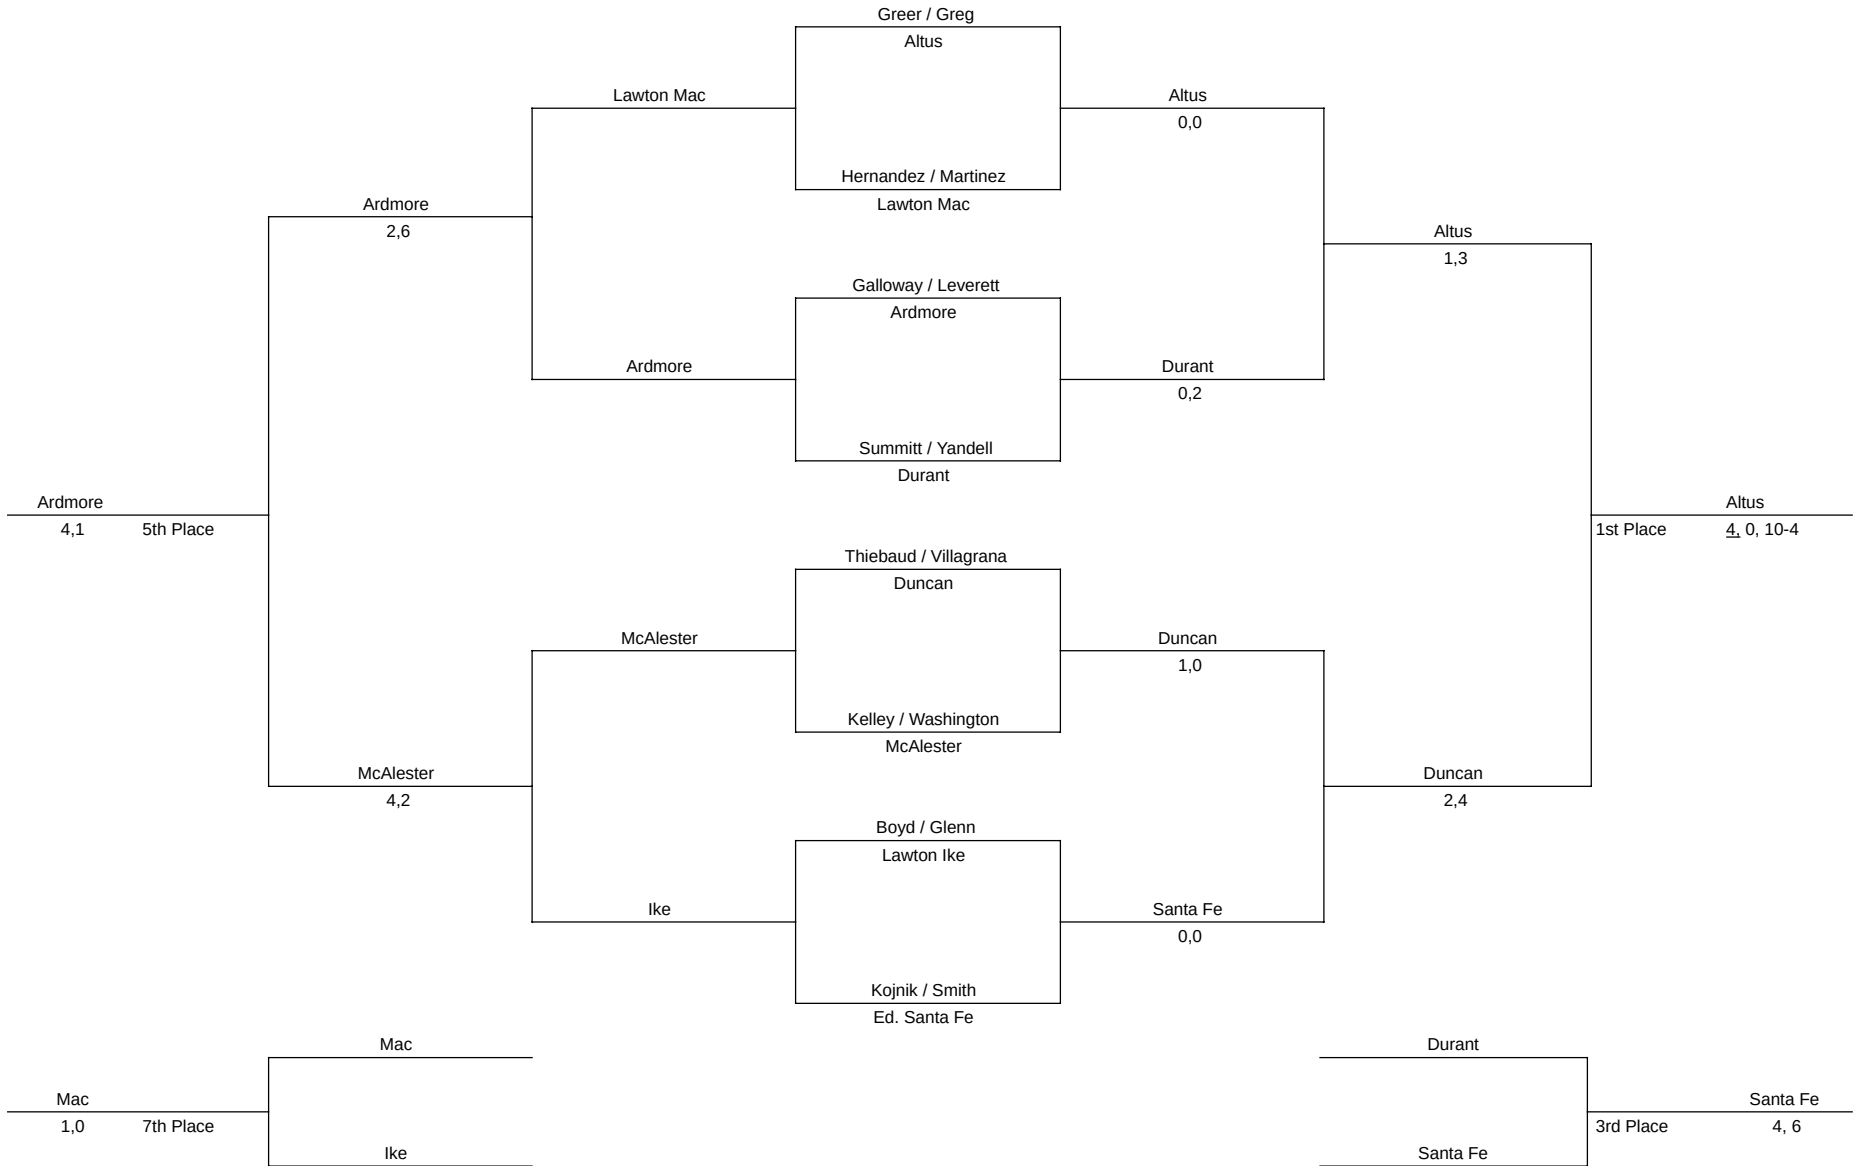 Greer / Greg
Altus
Lawton Mac
Altus
0,0
Hernandez / Martinez
Lawton Mac
Ardmore
2,6
Altus
1,3
Galloway / Leverett
Ardmore
Ardmore
Durant
0,2
Summitt / Yandell
Durant
Ardmore
4,1 5th Place
Altus
1st Place 4, 0, 10-4
Thiebaud / Villagrana
Duncan
McAlester
Duncan
1,0
Kelley / Washington
McAlester
McAlester
4,2
Duncan
2,4
Boyd / Glenn
Lawton Ike
Ike
Santa Fe
0,0
Kojnik / Smith
Ed. Santa Fe
Mac
Durant
Mac
1,0 7th Place
Santa Fe
3rd Place 4, 6
Ike
Santa Fe